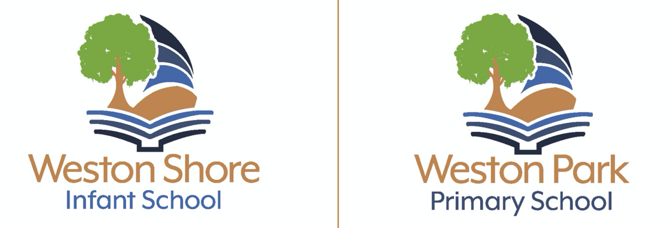 Weston Shore
Infant School
Weston Park
Primary School